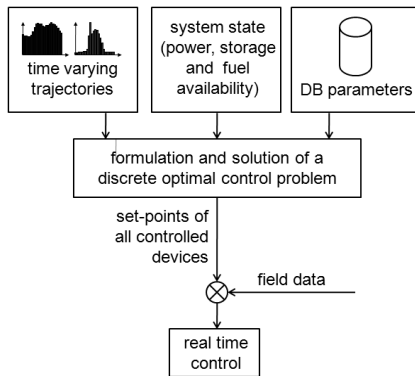 time varying
trajectories
system state
(power, storage
and fuel
availability)
DB parameters
formulation and solution of a
discrete optimal control problem
set-points of
all controlled
devices
field data
real time
control